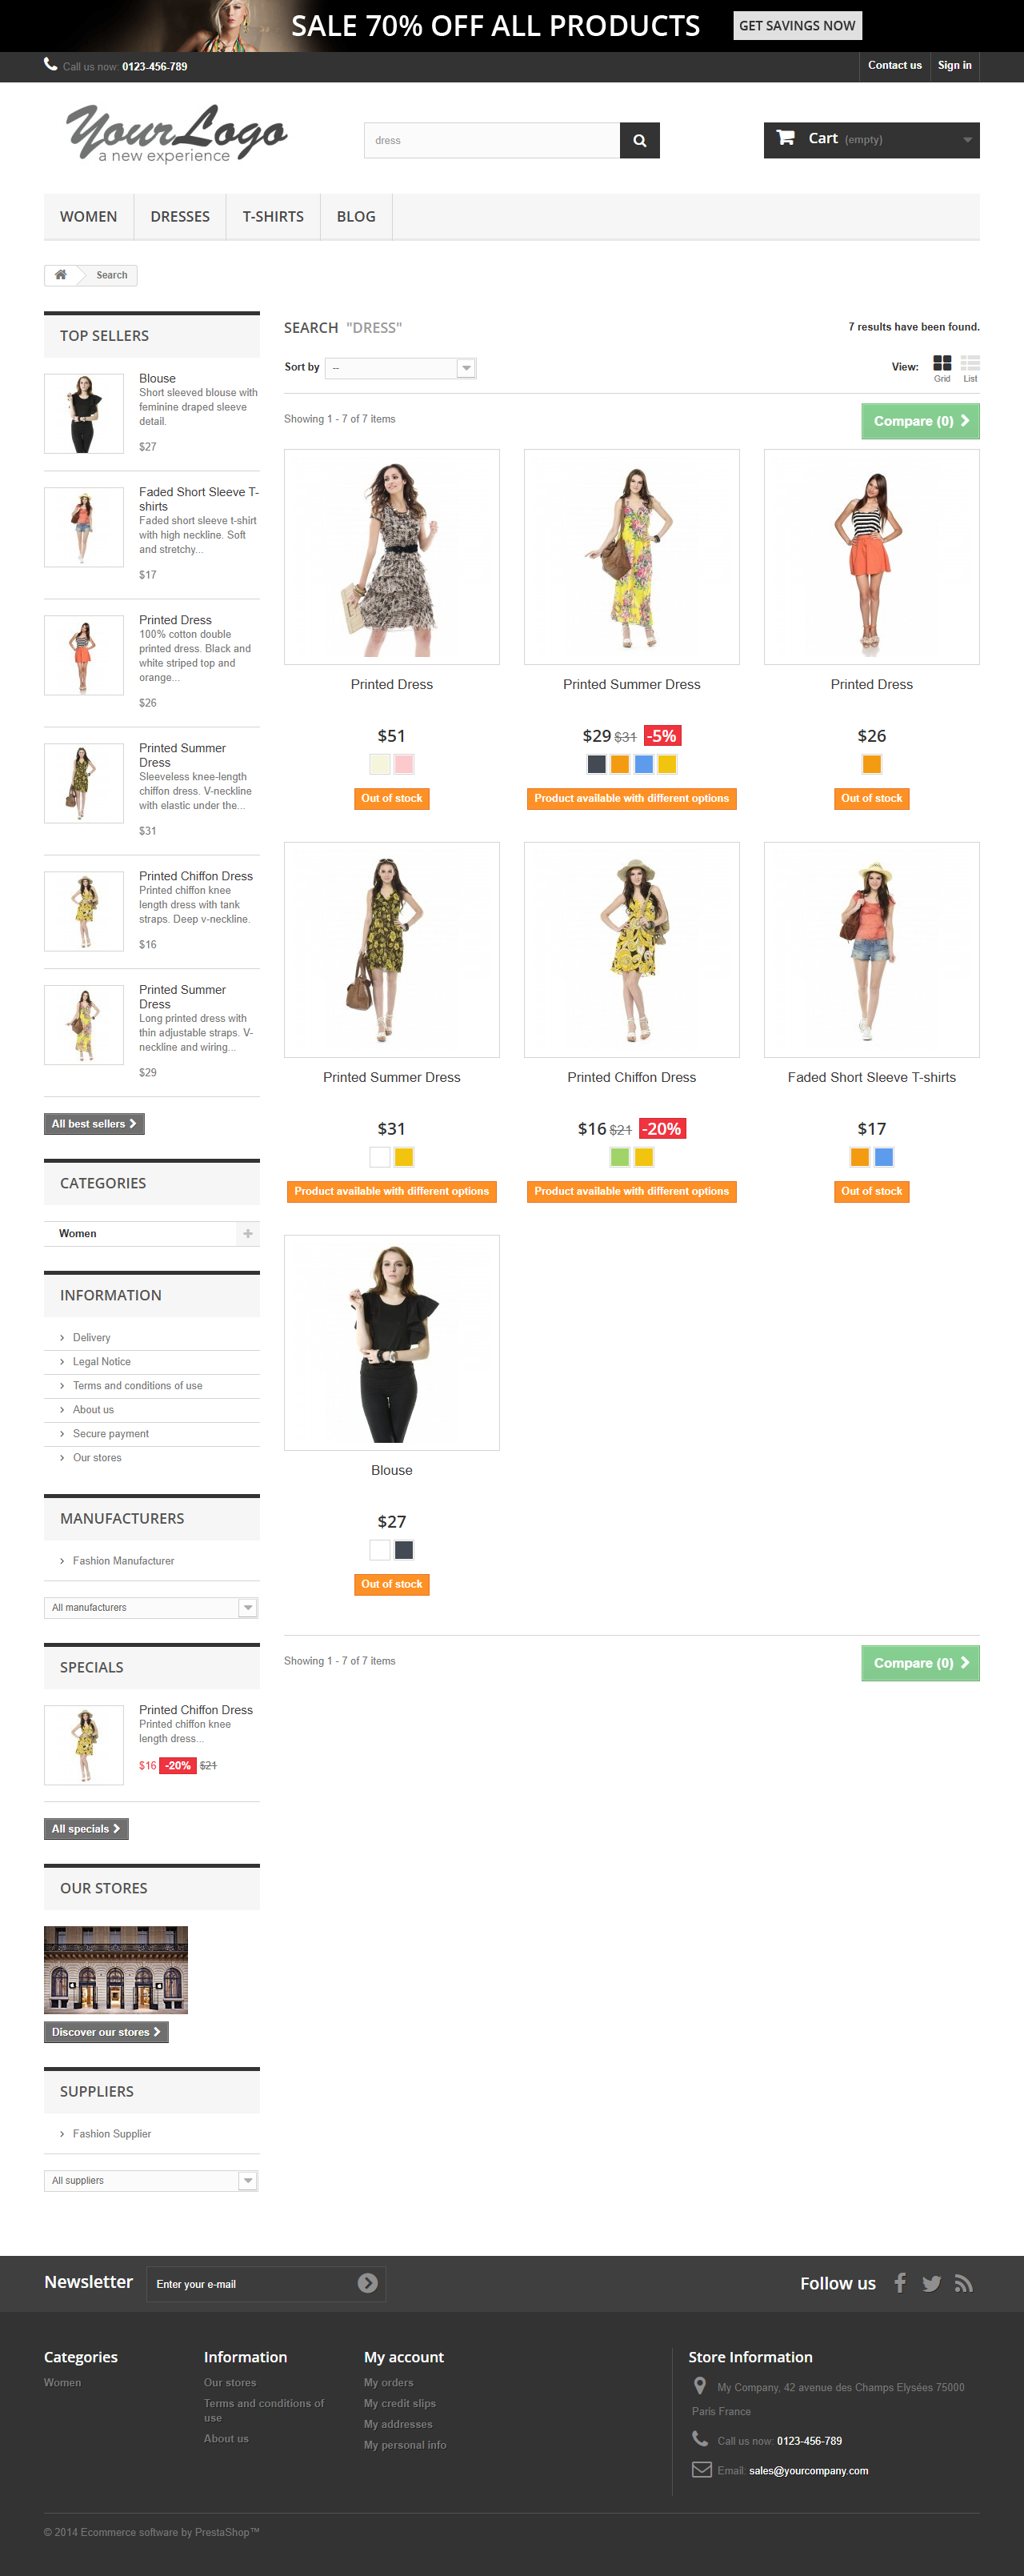 SALE 70% OFF ALL PRODUCTS
GET SAVINGS NOW
Call us now: 0123-456-789
Contact us
Sign in
YourLogo
a new experience
dress
Cart (empty)
WOMEN
DRESSES
T-SHIRTS
BLOG
Search
TOP SELLERS
Blouse
Short sleeved blouse with
feminine draped sleeve
detail.
$27
Faded Short Sleeve T-
shirts
Faded short sleeve t-shirt
with high neckline. Soft
and stretchy...
$17
Printed Dress
100% cotton double
printed dress. Black and
white striped top and
orange...
$26
Printed Summer
Dress
Sleeveless knee-length
chiffon dress. V-neckline
with elastic under the...
$31
Printed Chiffon Dress
Printed chiffon knee
length dress with tank
straps. Deep v-neckline.
$16
Printed Summer
Dress
Long printed dress with
thin adjustable straps. V-
neckline and wiring...
$29
All best sellers
CATEGORIES
Women
INFORMATION
Delivery
Legal Notice
Terms and conditions of use
About us
Secure payment
Our stores
MANUFACTURERS
Fashion Manufacturer
All manufacturers
SPECIALS
Printed Chiffon Dress
Printed chiffon knee
length dress...
$16 -20% $21
All specials
OUR STORES
Discover our stores
SUPPLIERS
Fashion Supplier
All suppliers
SEARCH "DRESS"
7 results have been found.
Sort by --
View:
Grid
List
Showing 1 - 7 of 7 items
Compare (0)
Printed Dress
$51
Out of stock
Printed Summer Dress
$29 $31 -5%
Product available with different options
Printed Dress
$26
Out of stock
Printed Summer Dress
$31
Product available with different options
Printed Chiffon Dress
$16 $21 -20%
Product available with different options
Faded Short Sleeve T-shirts
$17
Out of stock
Blouse
$27
Out of stock
Showing 1 - 7 of 7 items
Compare (0)
Newsletter
Enter your e-mail
Follow us
Categories
Women
Information
Our stores
Terms and conditions of
use
About us
My account
My orders
My credit slips
My addresses
My personal info
Store Information
My Company, 42 avenue des Champs Elysées 75000
Paris France
Call us now: 0123-456-789
Email: sales@yourcompany.com
© 2014 Ecommerce software by PrestaShop™